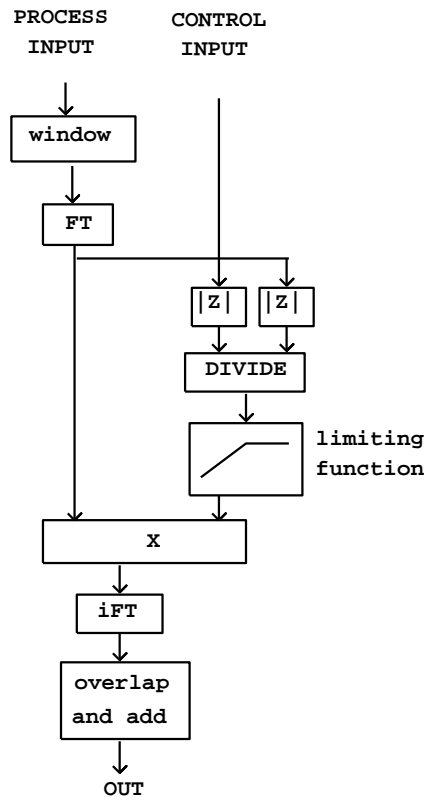 PROCESS
INPUT
CONTROL
INPUT
window
FT
|Z|
|Z|
DIVIDE
limiting
function
X
iFT
overlap
and add
OUT